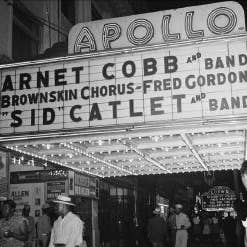 APOLLO
ARNET COBB AND BAND
BROWNSKIN CHORUS-FRED GORDON
"SID CATLET AND BAND